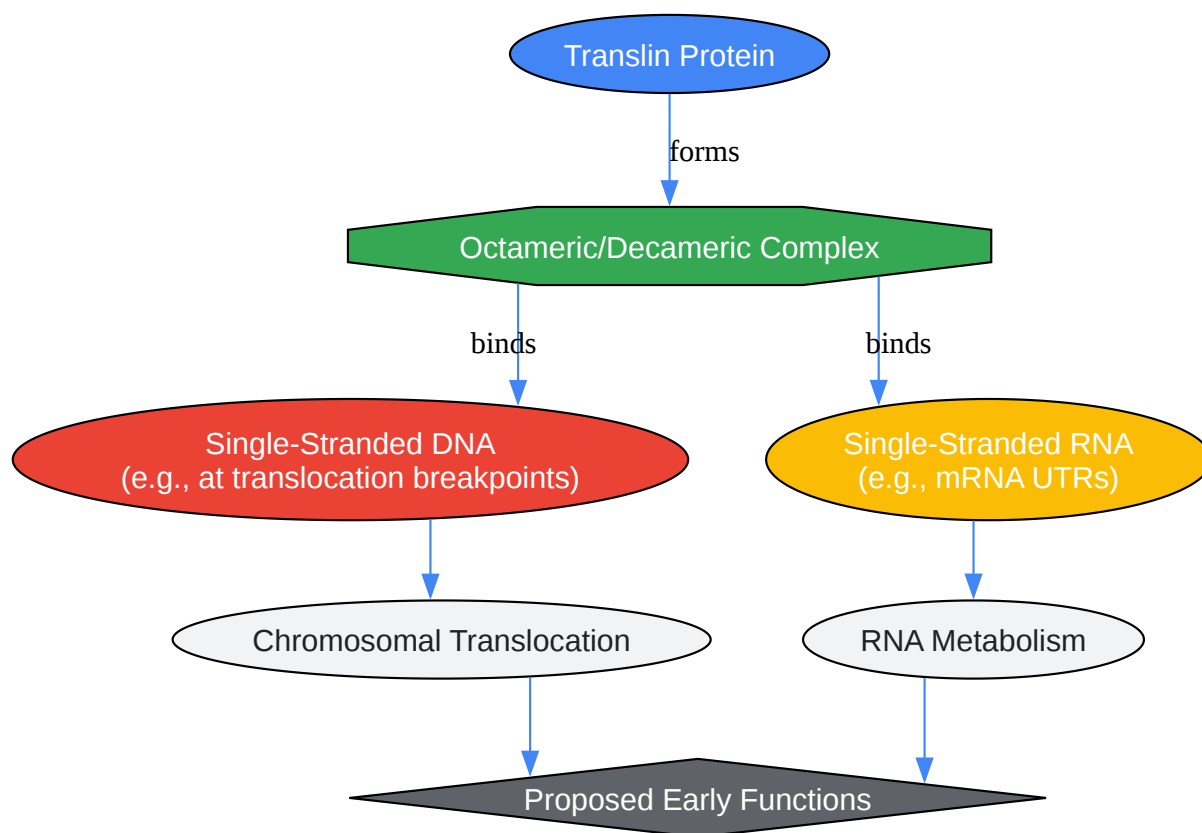 Translin Protein
forms
Octameric/Decameric Complex
binds
binds
Single-Stranded DNA
(e.g., at translocation breakpoints)
Single-Stranded RNA
(e.g., mRNA UTRs)
Chromosomal Translocation
RNA Metabolism
Proposed Early Functions